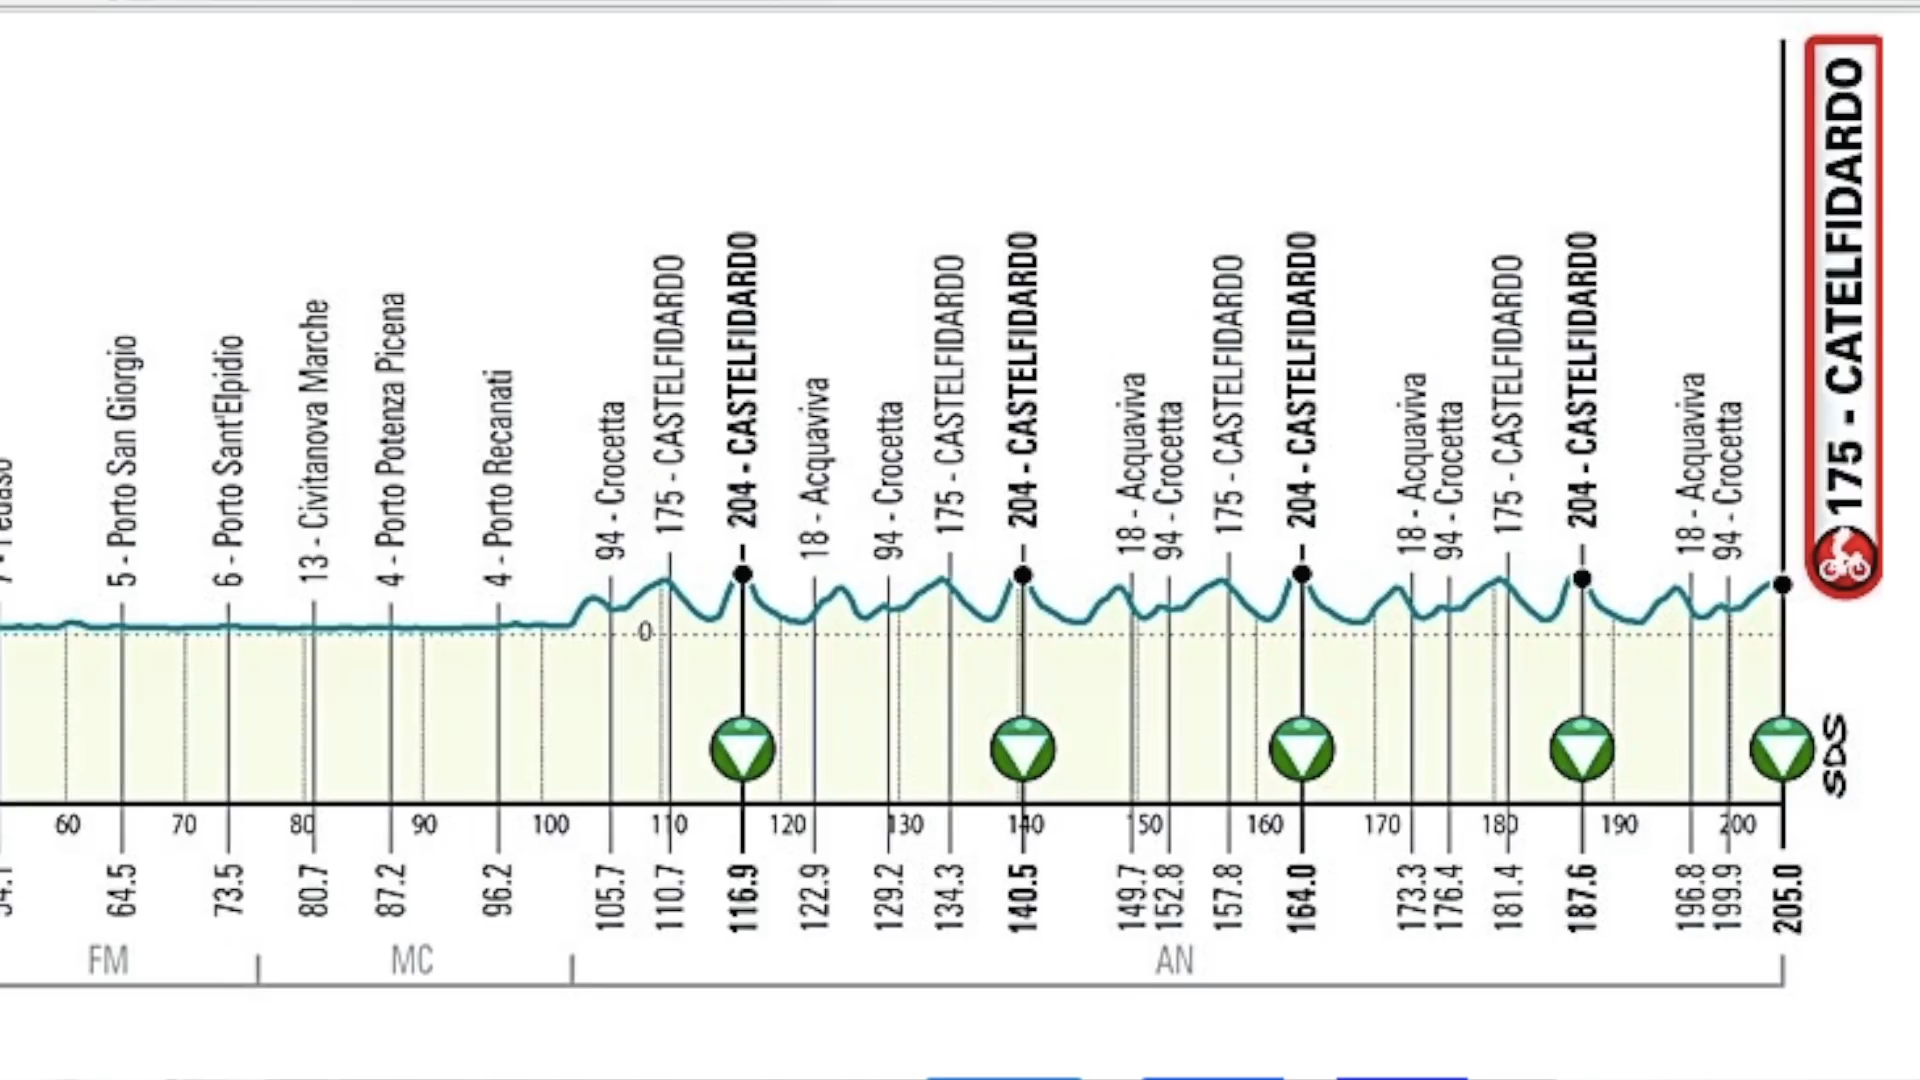 5 - Porto San Giorgio
6 - Porto Sant'Elpidio
13 - Civitanova Marche
4 - Porto Potenza Picena
4 - Porto Recanati
94 - Crocetta
175 - CASTELFIDARDO
204 - CASTELFIDARDO
18 - Acquaviva
94 - Crocetta
175 - CASTELFIDARDO
204 - CASTELFIDARDO
18 - Acquaviva
94 - Crocetta
175 - CASTELFIDARDO
204 - CASTELFIDARDO
18 - Acquaviva
94 - Crocetta
175 - CASTELFIDARDO
204 - CASTELFIDARDO
18 - Acquaviva
94 - Crocetta
175 - CATELFIDARDO
0
SDS
60 70 80 90 100 110 120 130 140 150 160 170 180 190 200
64.5 73.5 80.7 87.2 96.2 105.7 110.7 116.9 122.9 129.2 134.3 140.5 149.7 152.8 157.8 164.0 173.3 176.4 181.4 187.6 196.8 199.9 205.0
FM MC AN